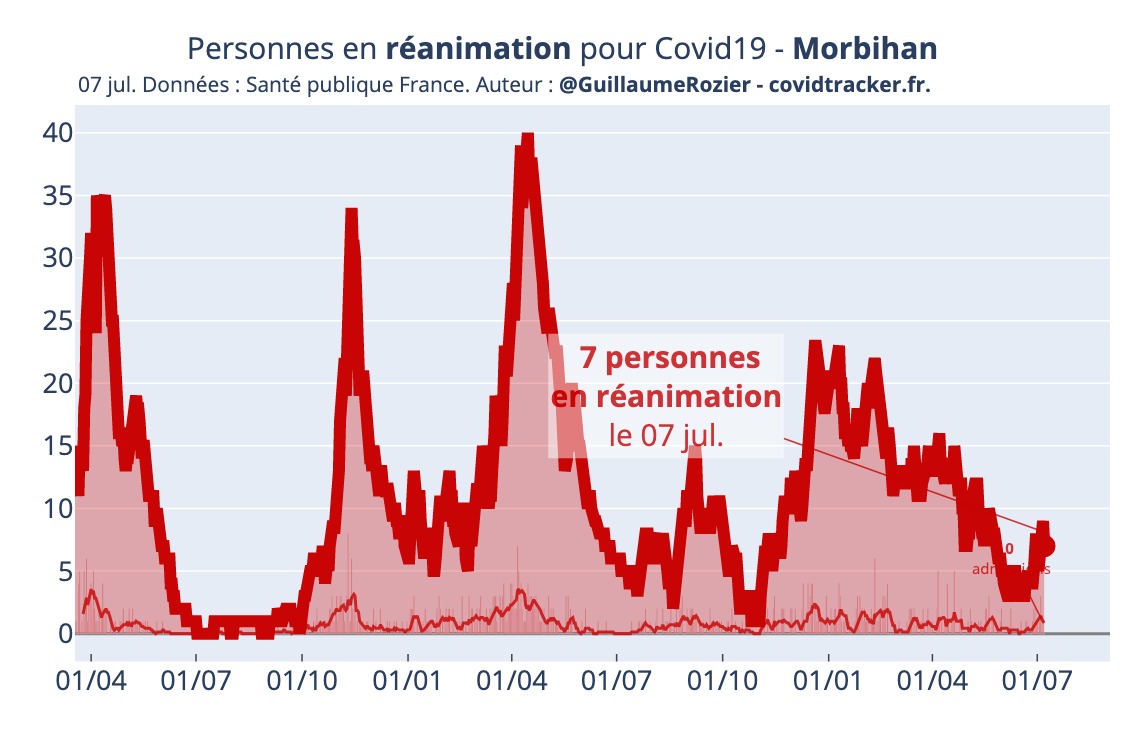 Personnes en réanimation pour Covid19 - Morbihan
07 jul. Données : Santé publique France. Auteur : @GuillaumeRozier - covidtracker.fr.
40
35
30
25
20
15
10
5
0
7 personnes
en réanimation
le 07 jul.
0
01/04 01/07 01/10 01/01 01/04 01/07 01/10 01/01 01/04 01/07